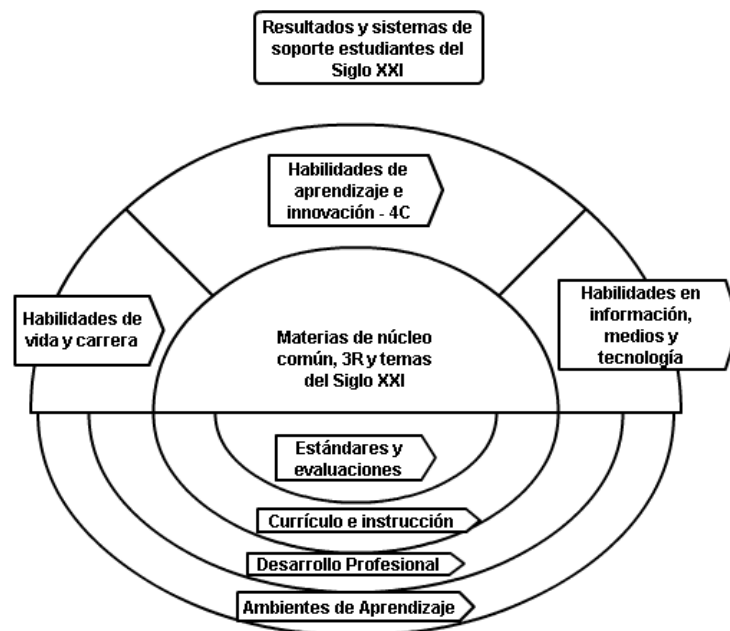 Resultados y sistemas de
soporte estudiantes del
Siglo XXI
Habilidades de
aprendizaje e
innovación - 4C
Habilidades de
vida y carrera
Habilidades en
información,
medios y
tecnología
Materias de núcleo
común, 3R y temas
del Siglo XXI
Estándares y
evaluaciones
Currículo e instrucción
Desarrollo Profesional
Ambientes de Aprendizaje